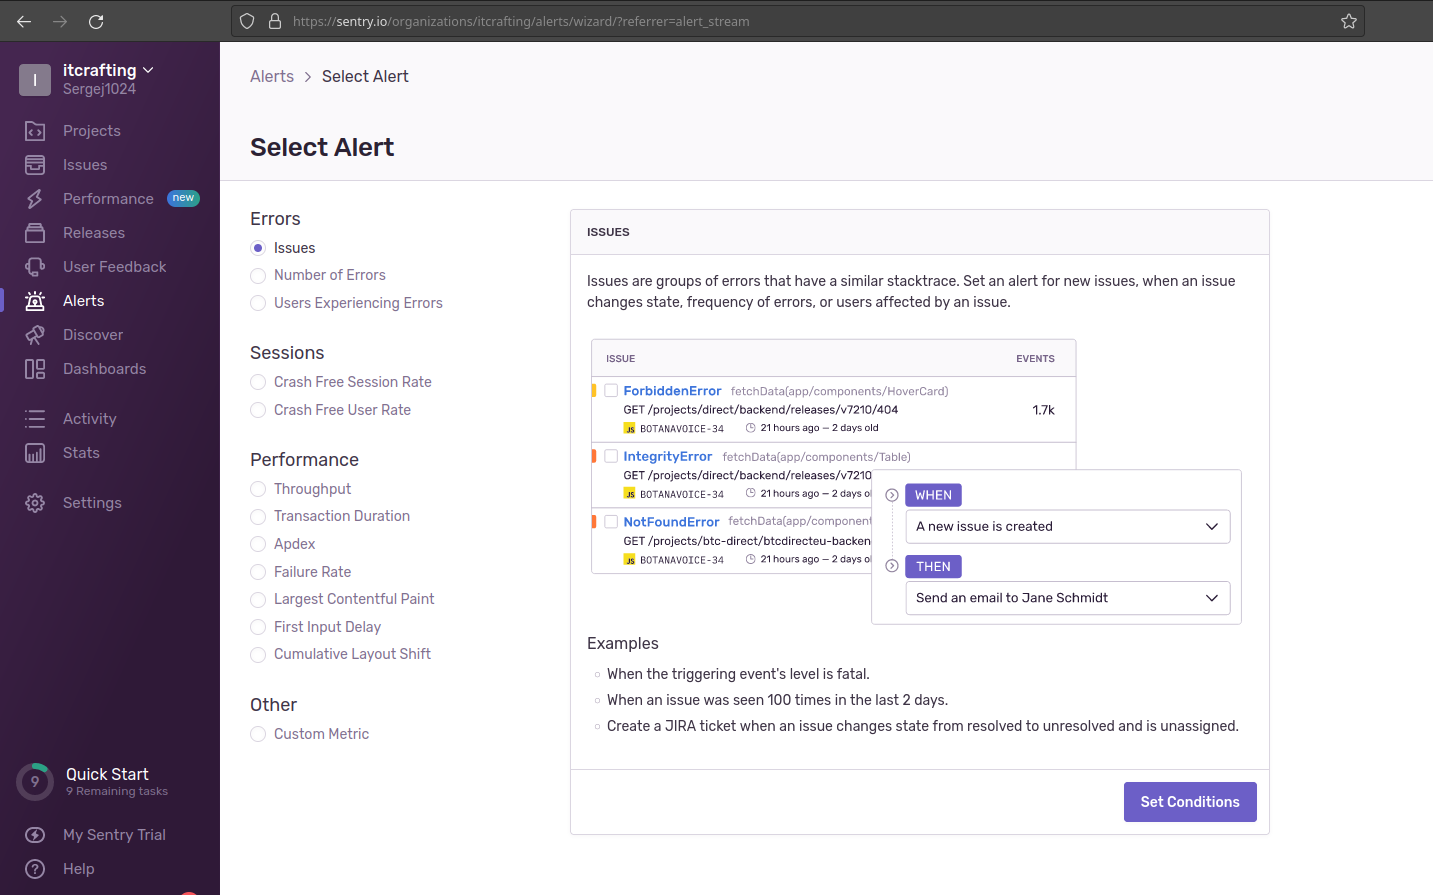 https://sentry.io/organizations/itcrafting/alerts/wizard/?referrer=alert_stream
I
itcrafting
Sergej1024
Projects
Issues
Performance new
Releases
User Feedback
Alerts
Discover
Dashboards
Activity
Stats
Settings
9
Quick Start
9 Remaining tasks
My Sentry Trial
Help
Alerts > Select Alert
Select Alert
Errors
Issues
Number of Errors
Users Experiencing Errors
Sessions
Crash Free Session Rate
Crash Free User Rate
Performance
Throughput
Transaction Duration
Apdex
Failure Rate
Largest Contentful Paint
First Input Delay
Cumulative Layout Shift
Other
Custom Metric
ISSUES
Issues are groups of errors that have a similar stacktrace. Set an alert for new issues, when an issue
changes state, frequency of errors, or users affected by an issue.
ISSUE EVENTS
ForbiddenError fetchData(app/components/HoverCard)
GET /projects/direct/backend/releases/v7210/404 1.7k
JS BOTANAVOICE-34 21 hours ago — 2 days old
IntegrityError fetchData(app/components/Table)
GET /projects/direct/backend/releases/v7210
JS BOTANAVOICE-34 21 hours ago — 2 days ol
NotFoundError fetchData(app/component
GET /projects/btc-direct/btcdirecteu-backen
JS BOTANAVOICE-34 21 hours ago — 2 days ol
WHEN
A new issue is created
THEN
Send an email to Jane Schmidt
Examples
When the triggering event's level is fatal.
When an issue was seen 100 times in the last 2 days.
Create a JIRA ticket when an issue changes state from resolved to unresolved and is unassigned.
Set Conditions